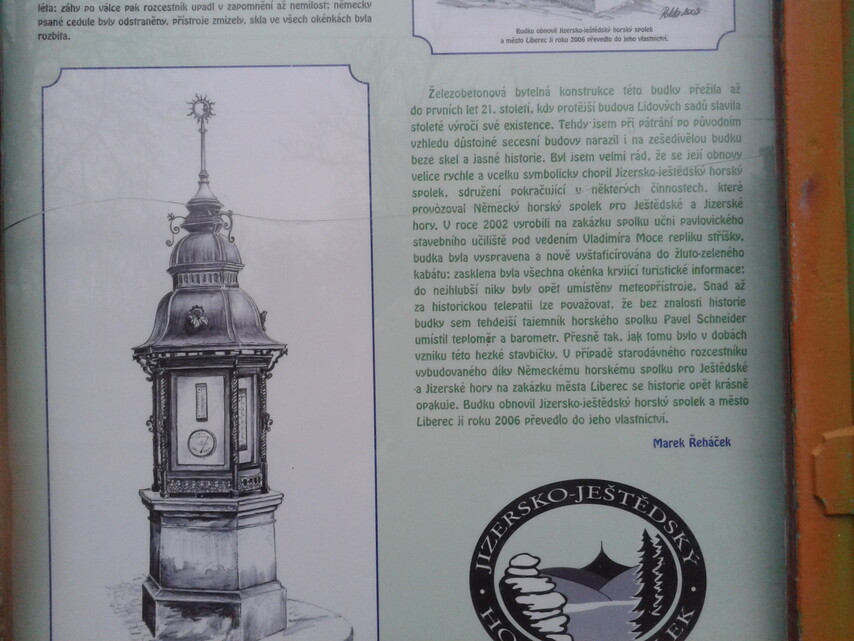 léta; záhy po válce pak rozcestník upadl v zapomnění až nemilost; německy
psané cedule byly odstraněny, přístroje zmizely, skla ve všech okénkách byla
rozbita.
Budku obnovil Jizersko-ještědský horský spolek
a město Liberec ji roku 2006 převedlo do jeho vlastnictví.
Železobetonová bytelná konstrukce této budky přežila až
do prvních let 21. století, kdy protější budova Lidových sadů slavila
stoleté výročí své existence. Tehdy jsem při pátrání po původním
vzhledu důstojné secesní budovy narazil i na zešedivělou budku
beze skel a jasné historie. Byl jsem velmi rád, že se její obnovy
velice rychle a vcelku symbolicky chopil Jizersko-ještědský horský
spolek, sdružení pokračující v některých činnostech, které
provozoval Německý horský spolek pro Ještědské a Jizerské
hory. V roce 2002 vyrobili na zakázku spolku učni pavlovického
stavebního učiliště pod vedením Vladimíra Moce repliku stříšky,
budka byla vyspravena a nově vyštafírována do žluto-zeleného
kabátu; zasklena byla všechna okénka kryjící turistické informace;
do nejhlubší niky byly opět umístěny meteopřístroje. Snad až
za historickou telepatii lze považovat, že bez znalosti historie
budky sem tehdejší tajemník horského spolku Pavel Schneider
umístil teploměr a barometr. Přesně tak, jak tomu bylo v dobách
vzniku této hezké stavbičky. V případě starodávného rozcestníku
vybudovaného díky Německému horskému spolku pro Ještědské
a Jizerské hory na zakázku města Liberec se historie opět krásně
opakuje. Budku obnovil Jizersko-ještědský horský spolek a město
Liberec ji roku 2006 převedlo do jeho vlastnictví.
Marek Řeháček
JIZERSKO-JEŠTĚDSKÝ